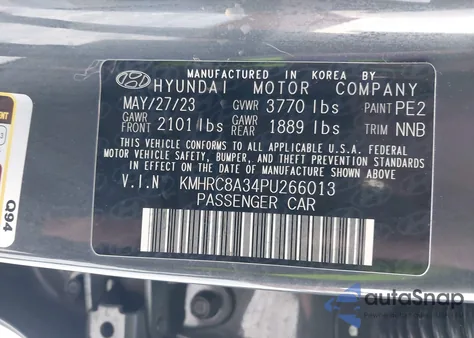 MANUFACTURED IN KOREA BY
HYUNDAI MOTOR COMPANY
MAY/27/23 GVWR 3770 lbs PAINT PE2
GAWR FRONT 2101 lbs GAWR REAR 1889 lbs TRIM NNB
THIS VEHICLE CONFORMS TO ALL APPLICABLE U.S.A. FEDERAL
MOTOR VEHICLE SAFETY, BUMPER, AND THEFT PREVENTION STANDARDS
IN EFFECT ON THE DATE OF MANUFACTURE SHOWN ABOVE.
V.I.N KMHRC8A34PU266013
PASSENGER CAR
Q94
autoSnap